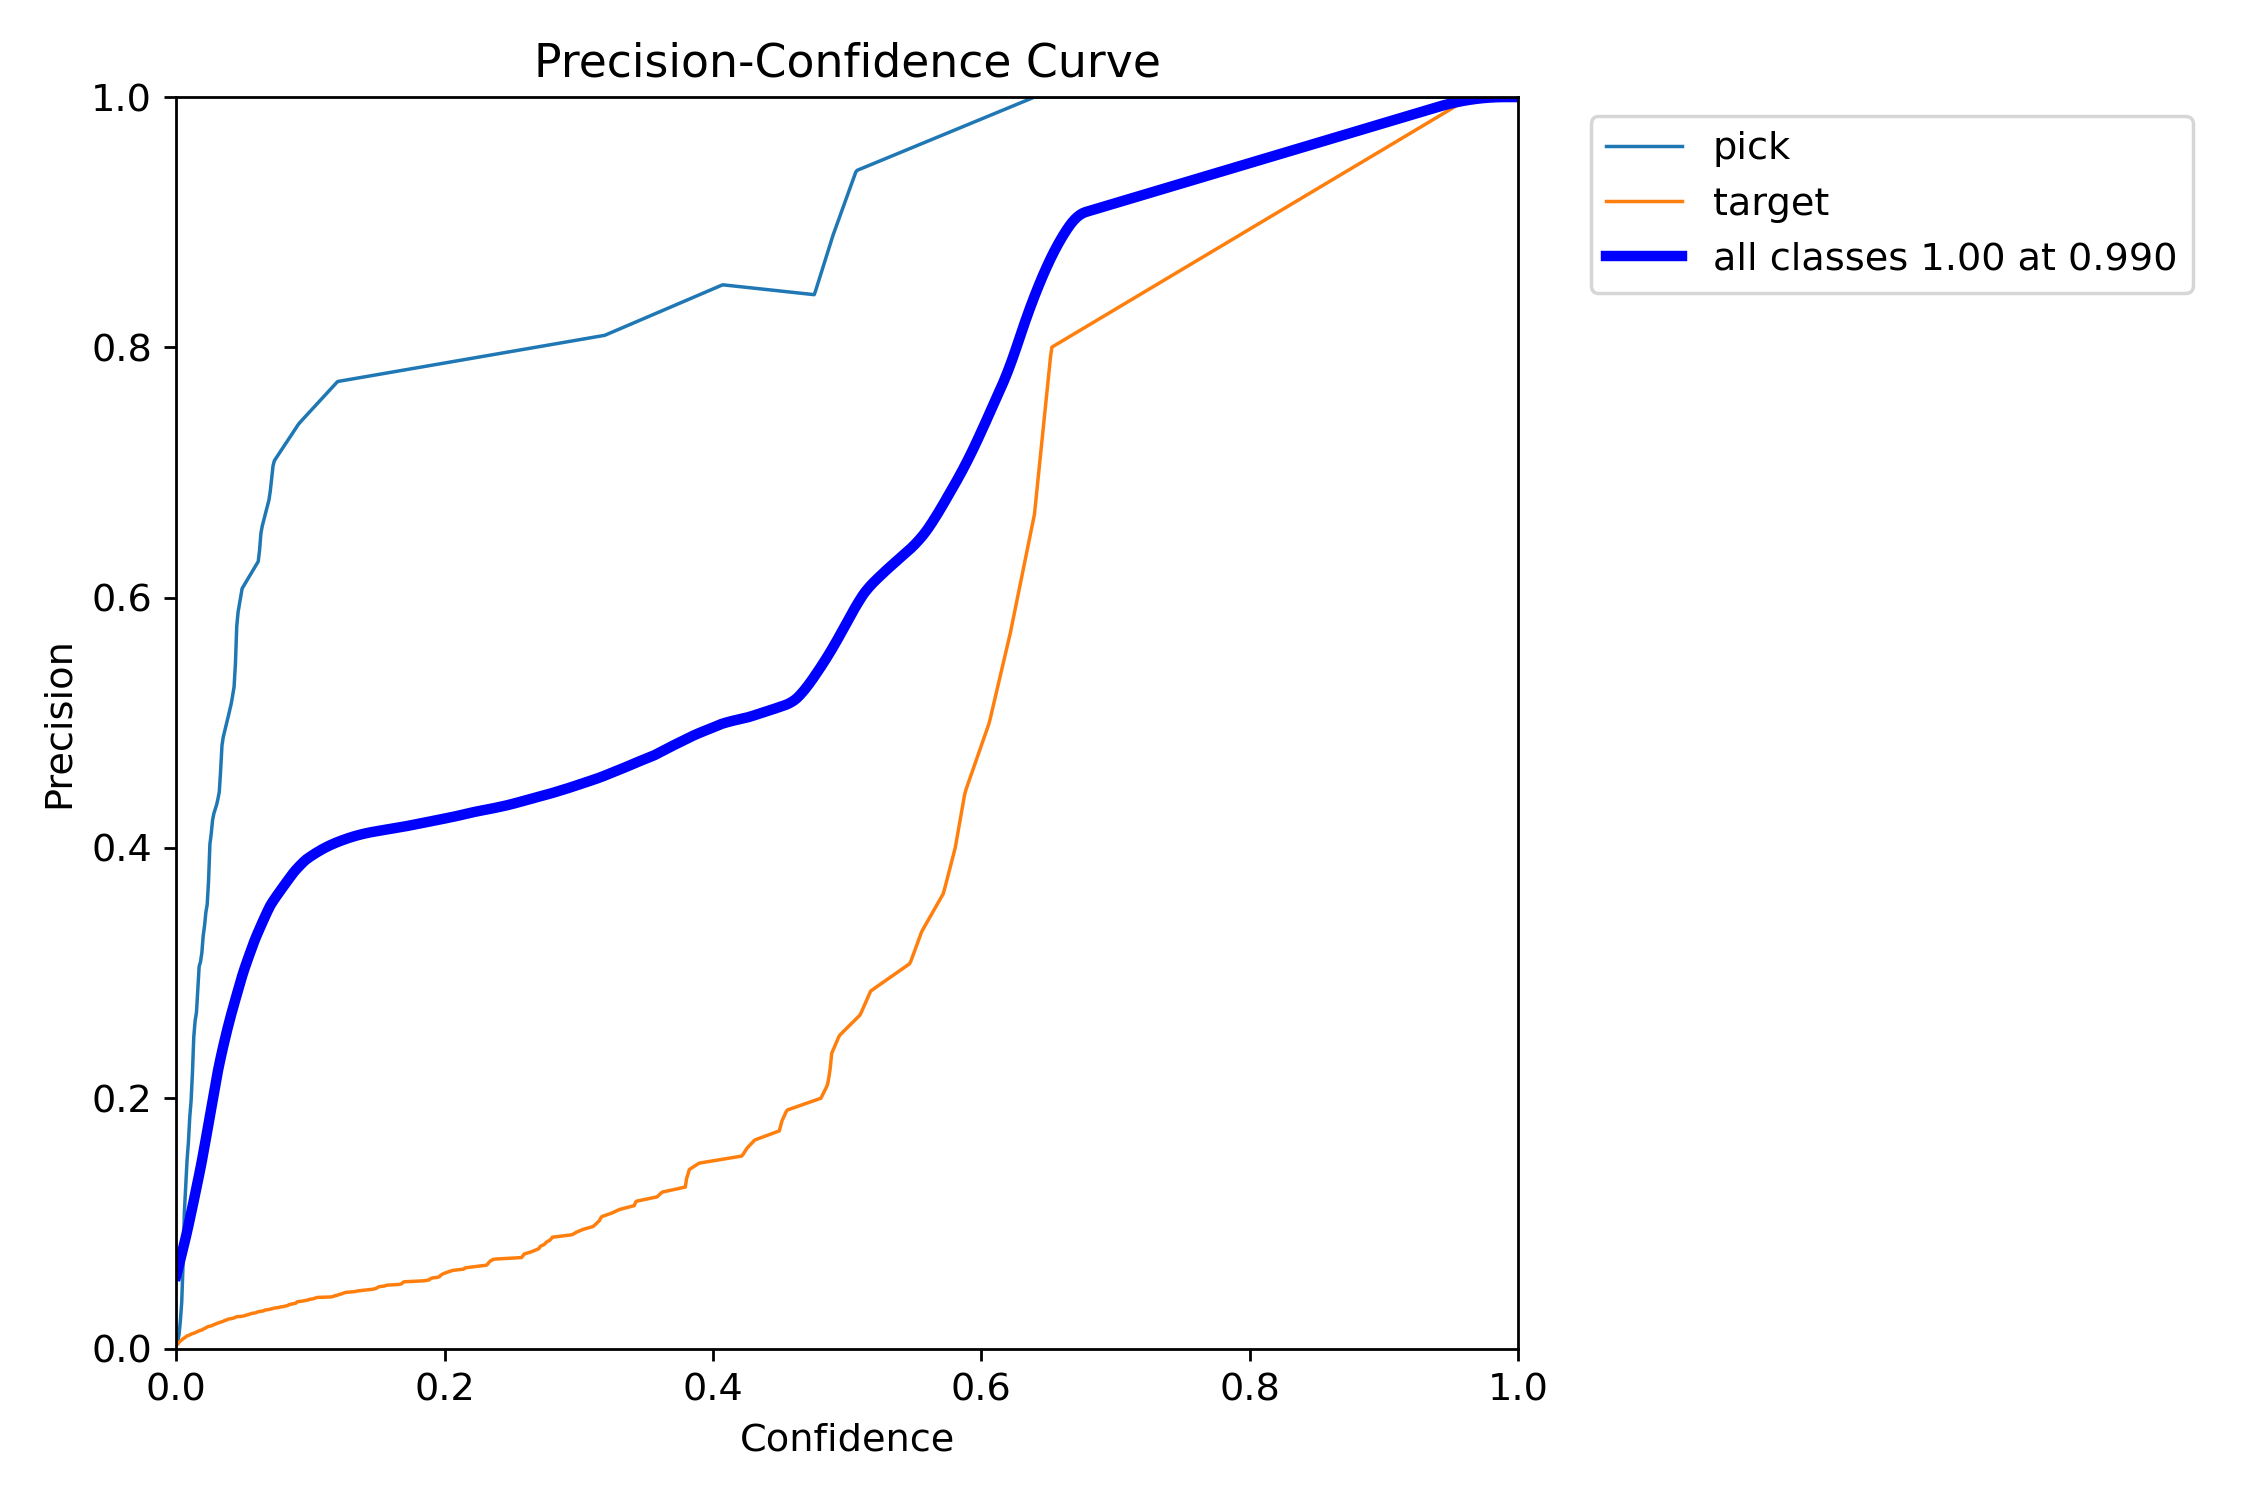 Precision-Confidence Curve
1.0
0.8
0.6
0.4
0.2
0.0
Precision
0.0 0.2 0.4 0.6 0.8 1.0
Confidence
pick
target
all classes 1.00 at 0.990